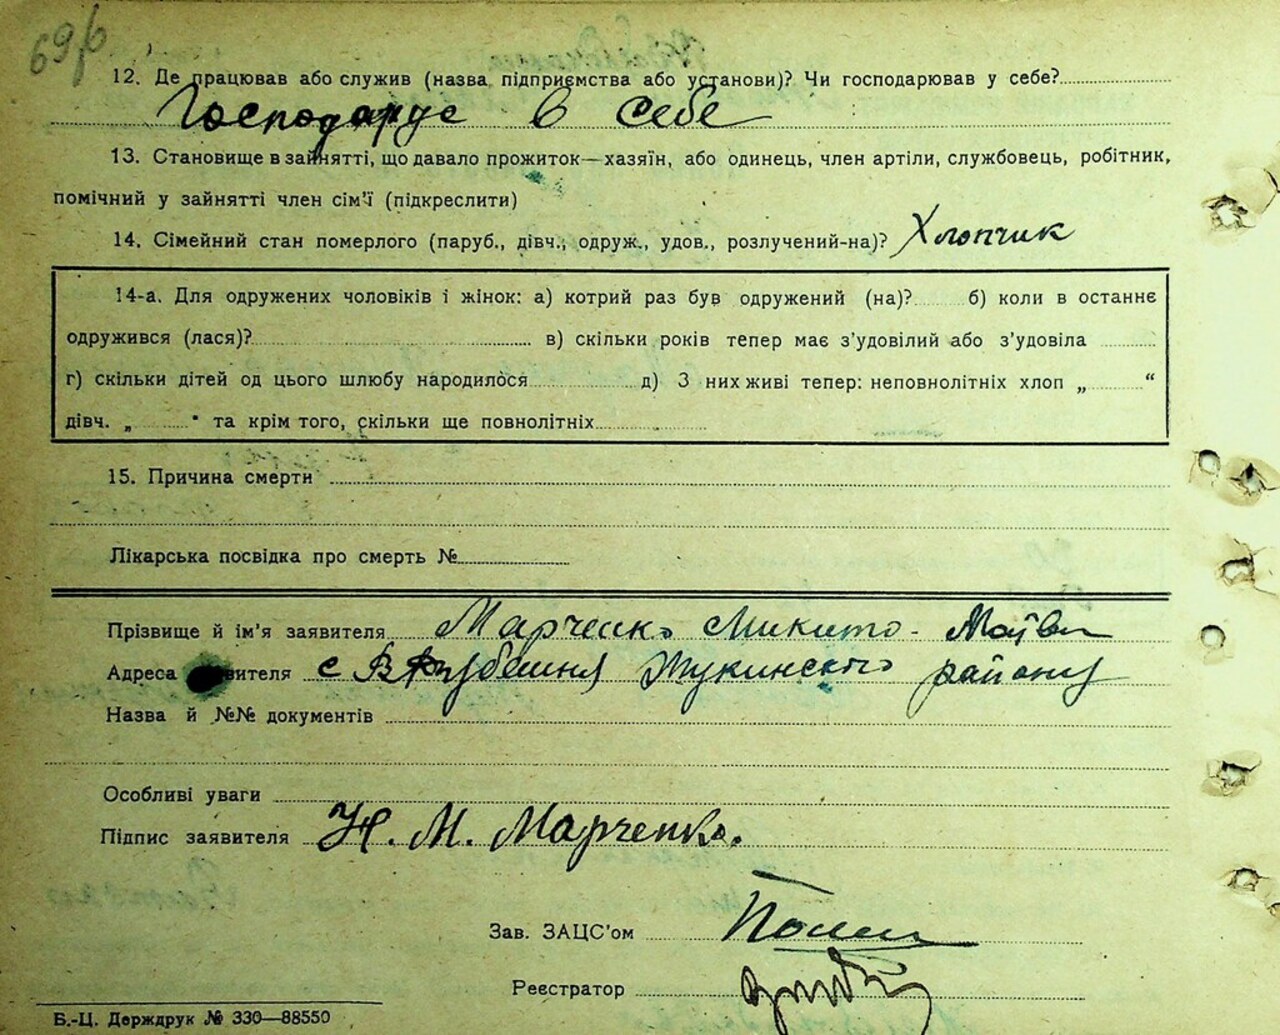 69б
12. Де працював або служив (назва підприємства або установи)? Чи господарював у себе?
Господарує в себе
13. Становище в зайнятті, що давало прожиток—хазяїн, або одинець, член артіли, службовець, робітник,
помічний у зайнятті член сім'ї (підкреслити)
14. Сімейний стан померлого (паруб., дівч., одруж., удов., розлучений-на)? Хлопчик
14-а. Для одружених чоловіків і жінок: а) котрий раз був одружений (на)? б) коли в останнє
одружився (лася)? в) скільки років тепер має з'удовілий або з'удовіла
г) скільки дітей од цього шлюбу народилося д) З них живі тепер: неповнолітніх хлоп „ “
дівч. „ " та крім того, скільки ще повнолітніх
15. Причина смерти
Лікарська посвідка про смерть №
Прізвище й ім'я заявителя Марченко Микито
Адреса заявителя с Жукинского району
Назва й №№ документів
Особливі уваги
Підпис заявителя Н. М. Марченко.
Зав. ЗАЦС'ом
Реєстратор
Б.-Ц. Держдрук № 330—88550